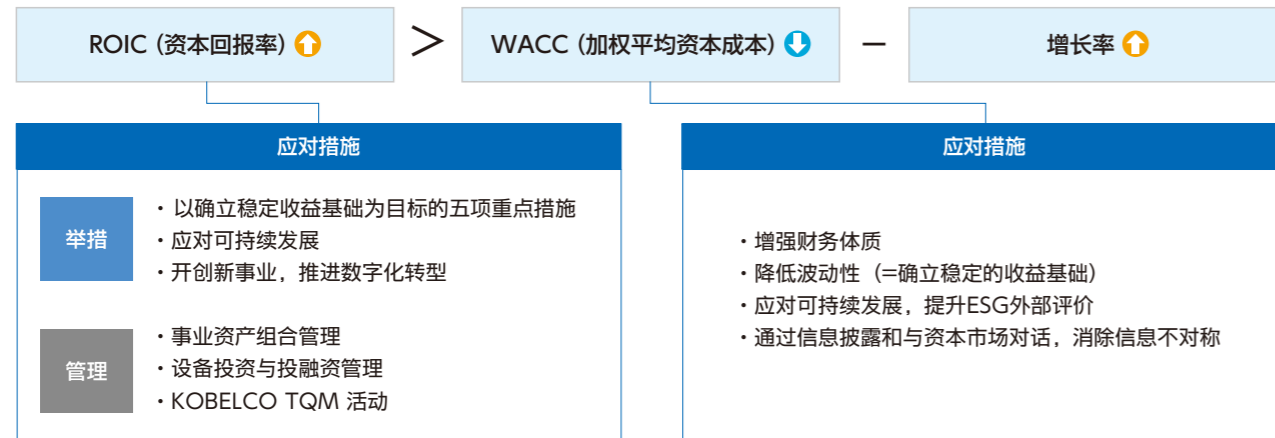 ROIC (资本回报率)
>
WACC (加权平均资本成本)
–
增长率
应对措施
举措
・以确立稳定收益基础为目标的五项重点措施
・应对可持续发展
・开创新事业，推进数字化转型
管理
・事业资产组合管理
・设备投资与投融资管理
・KOBELCO TQM 活动
应对措施
・增强财务体质
・降低波动性（=确立稳定的收益基础）
・应对可持续发展，提升ESG外部评价
・通过信息披露和与资本市场对话，消除信息不对称